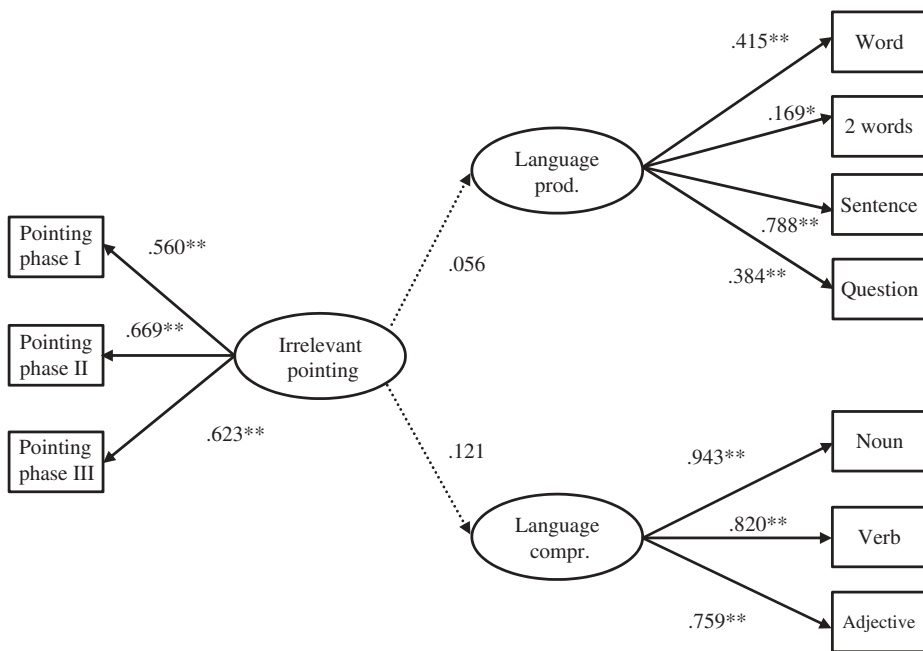 Pointing
phase I
Pointing
phase II
Pointing
phase III
.560**
.669**
.623**
Irrelevant
pointing
.056
.121
Language
prod.
.415**
.169*
.788**
.384**
Word
2 words
Sentence
Question
Language
compr.
.943**
.820**
.759**
Noun
Verb
Adjective